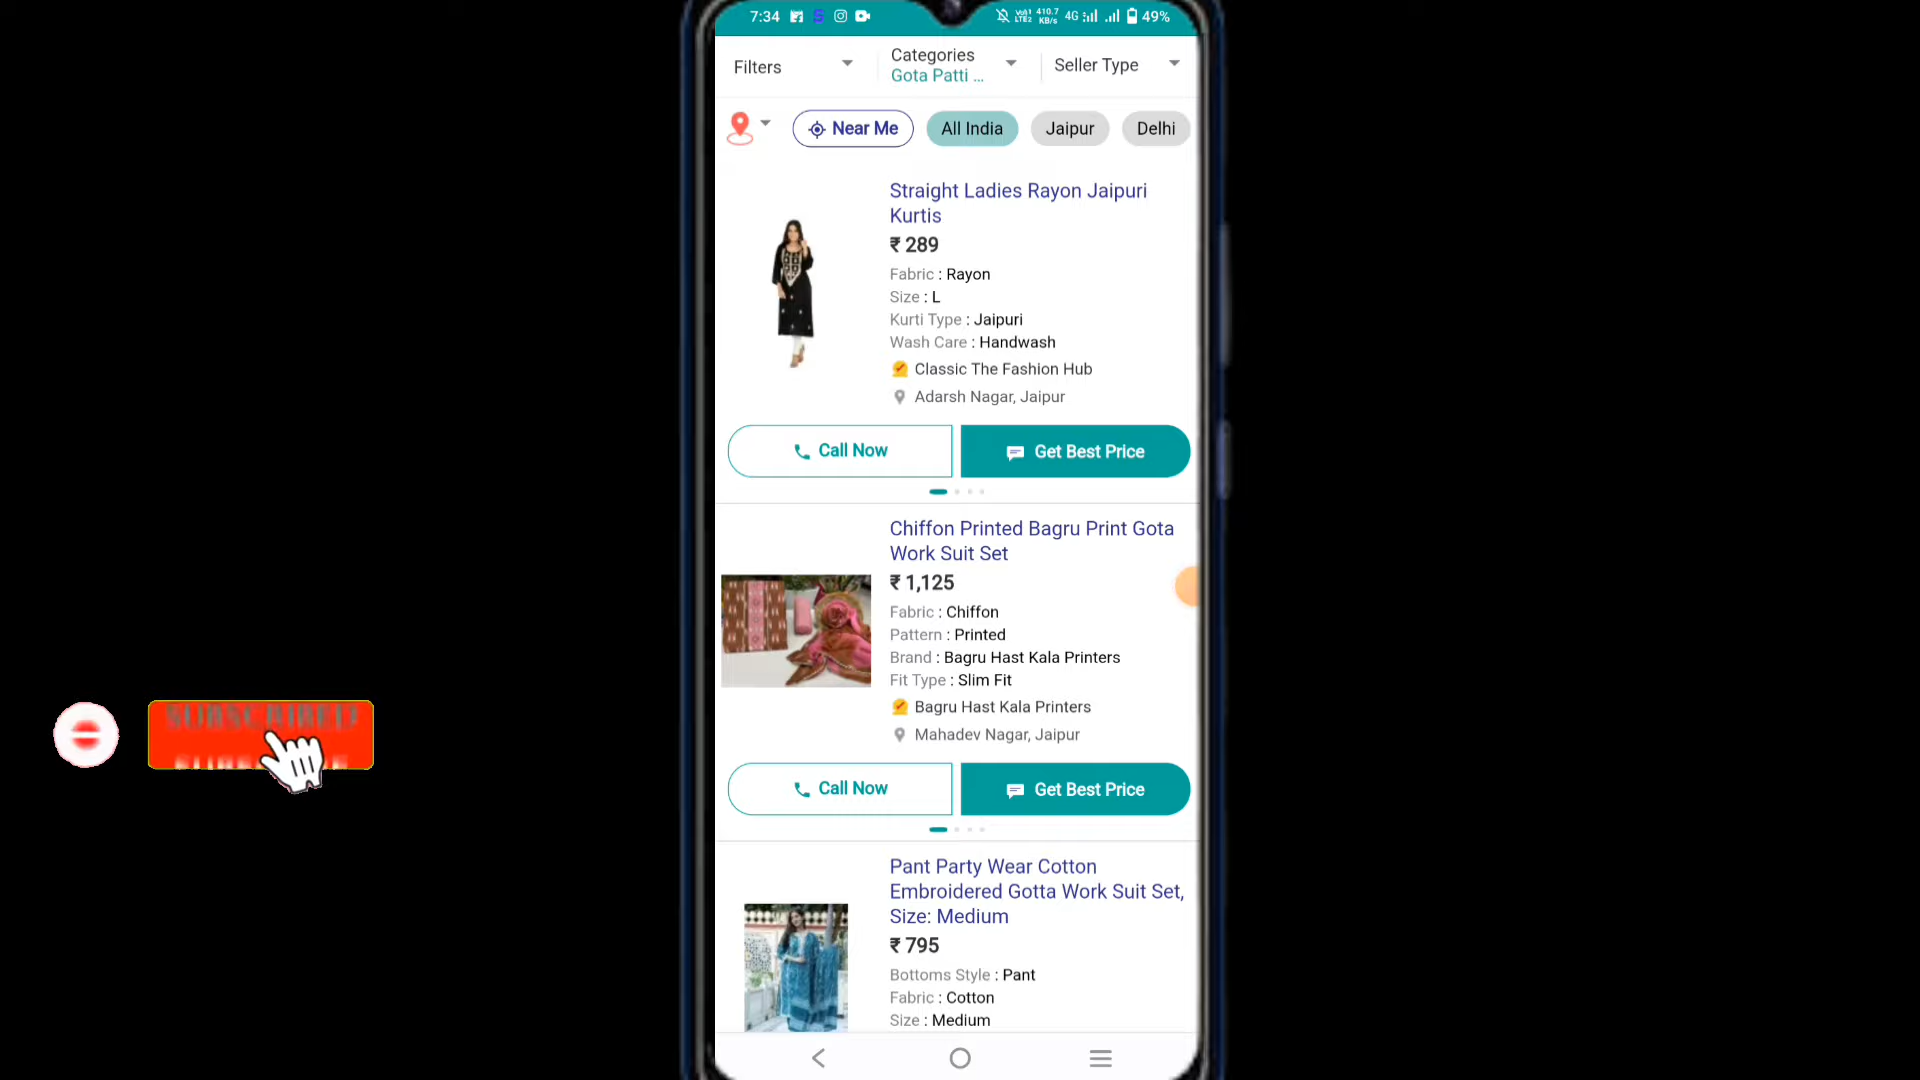 7:34
410.7
KB/s
4G
49%
Filters
Categories
Gota Patti ...
Seller Type
Near Me
All India
Jaipur
Delhi
Straight Ladies Rayon Jaipuri
Kurtis
₹ 289
Fabric : Rayon
Size : L
Kurti Type : Jaipuri
Wash Care : Handwash
Classic The Fashion Hub
Adarsh Nagar, Jaipur
Call Now
Get Best Price
Chiffon Printed Bagru Print Gota
Work Suit Set
₹ 1,125
Fabric : Chiffon
Pattern : Printed
Brand : Bagru Hast Kala Printers
Fit Type : Slim Fit
Bagru Hast Kala Printers
Mahadev Nagar, Jaipur
Call Now
Get Best Price
SUBSCRIBED
Pant Party Wear Cotton
Embroidered Gotta Work Suit Set,
Size: Medium
₹ 795
Bottoms Style : Pant
Fabric : Cotton
Size : Medium